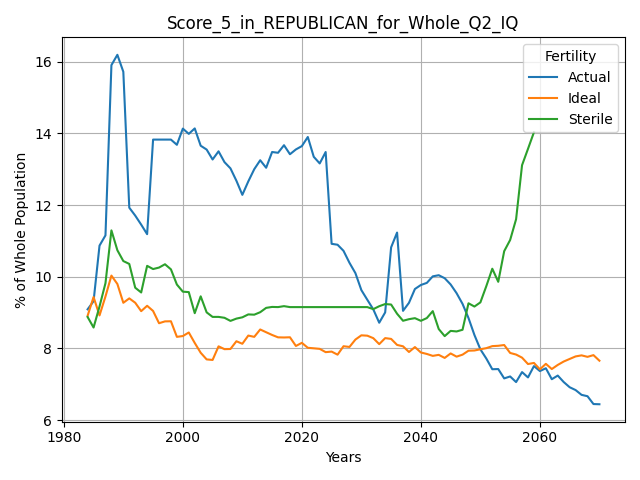 Score_5_in_REPUBLICAN_for_Whole_Q2_IQ
Fertility
Actual
Ideal
Sterile
% of Whole Population
16
14
12
10
8
6
1980
2000
2020
2040
2060
Years